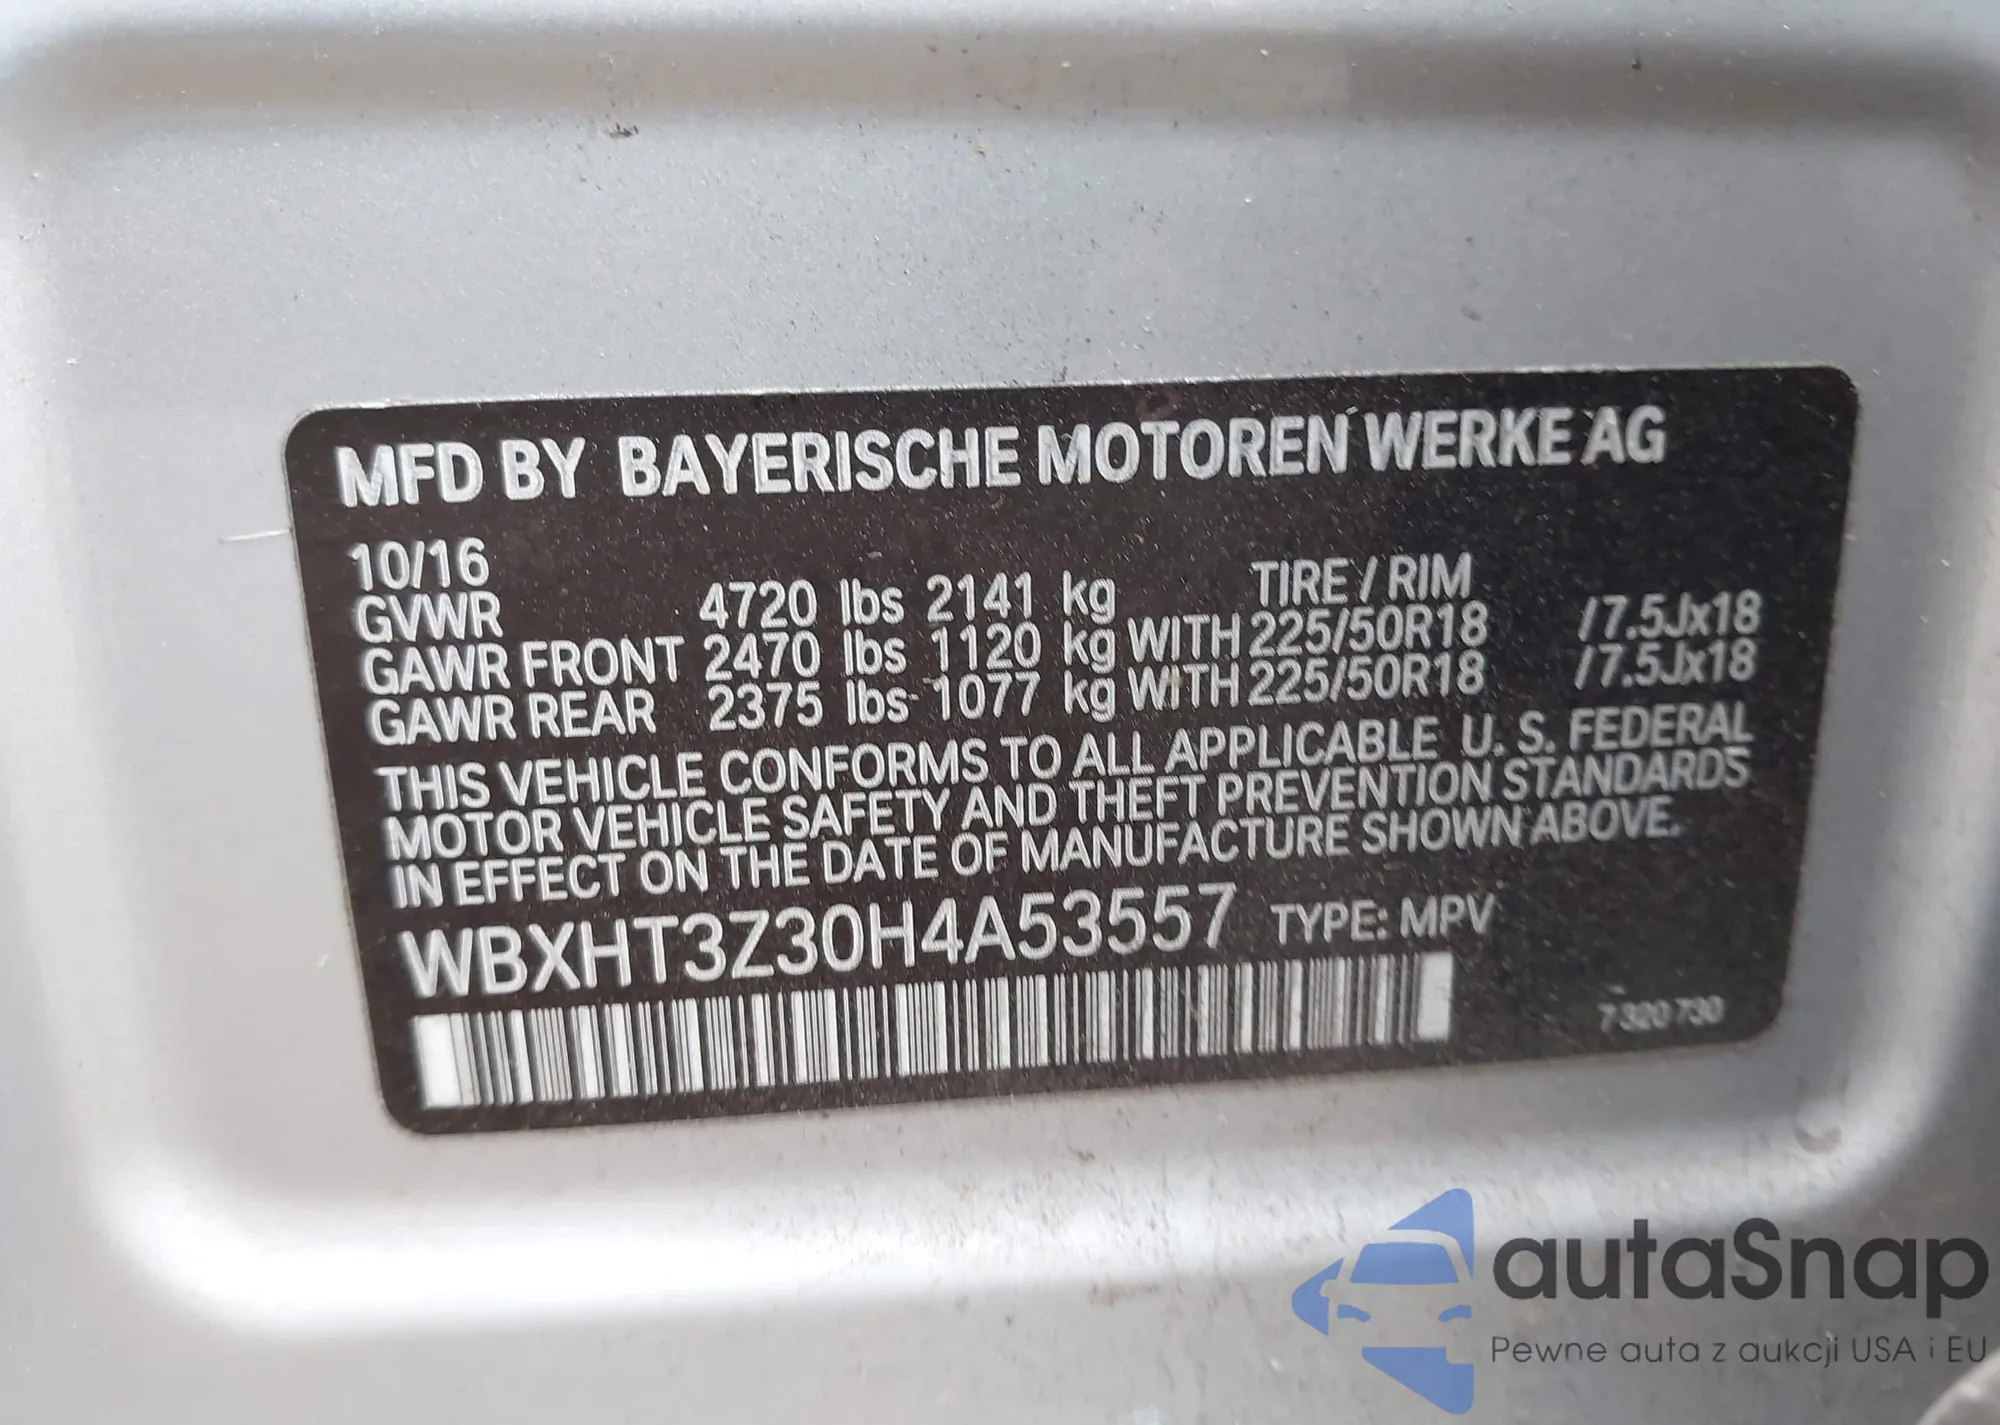 MFD BY BAYERISCHE MOTOREN WERKE AG
10/16 TIRE / RIM
GVWR 4720 lbs 2141 kg
GAWR FRONT 2470 lbs 1120 kg WITH 225/50R18 /7.5Jx18
GAWR REAR 2375 lbs 1077 kg WITH 225/50R18 /7.5Jx18
THIS VEHICLE CONFORMS TO ALL APPLICABLE U. S. FEDERAL
MOTOR VEHICLE SAFETY AND THEFT PREVENTION STANDARDS
IN EFFECT ON THE DATE OF MANUFACTURE SHOWN ABOVE.
WBXHT3Z30H4A53557 TYPE: MPV
7 320 730
autaSnap
Pewne auta z aukcji USA i EU